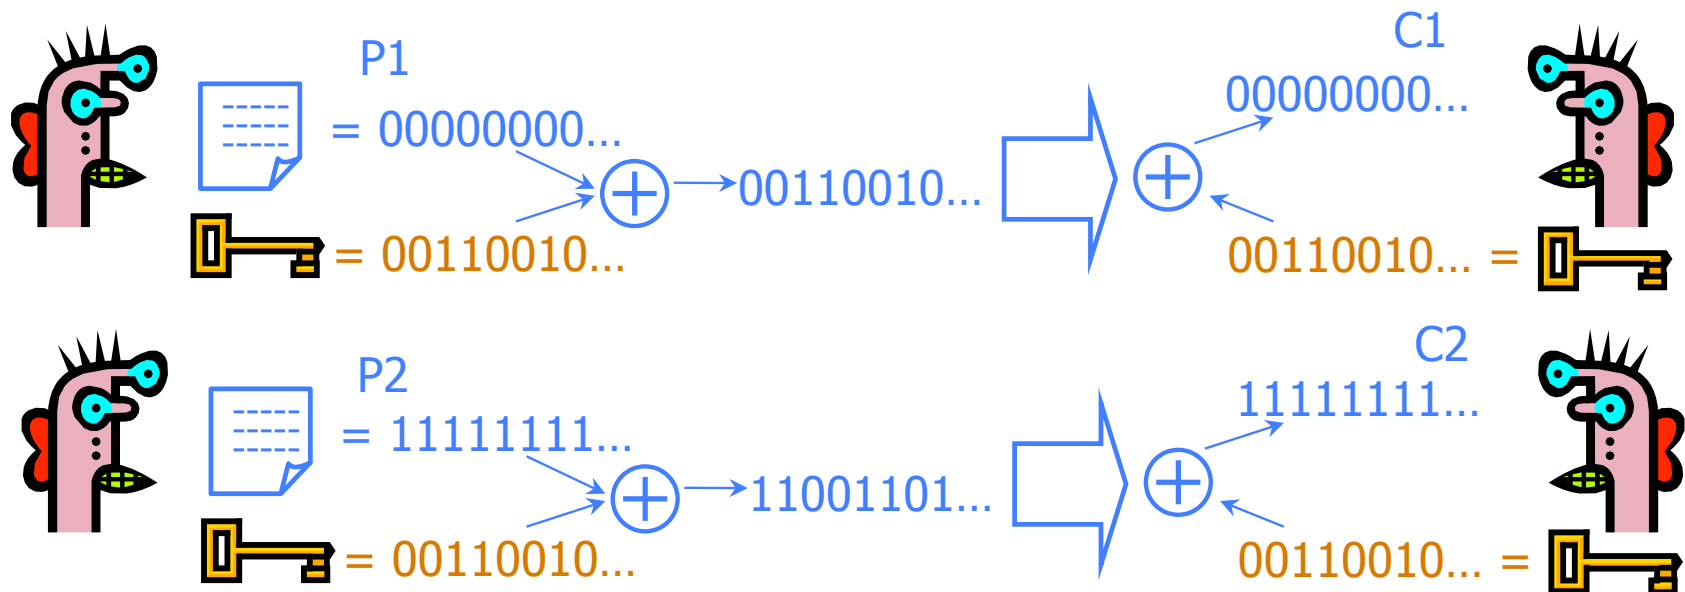 P1
= 00000000...
= 00110010...
00110010...
C1
00000000...
00110010... =
P2
= 11111111...
= 00110010...
11001101...
C2
11111111...
00110010... =